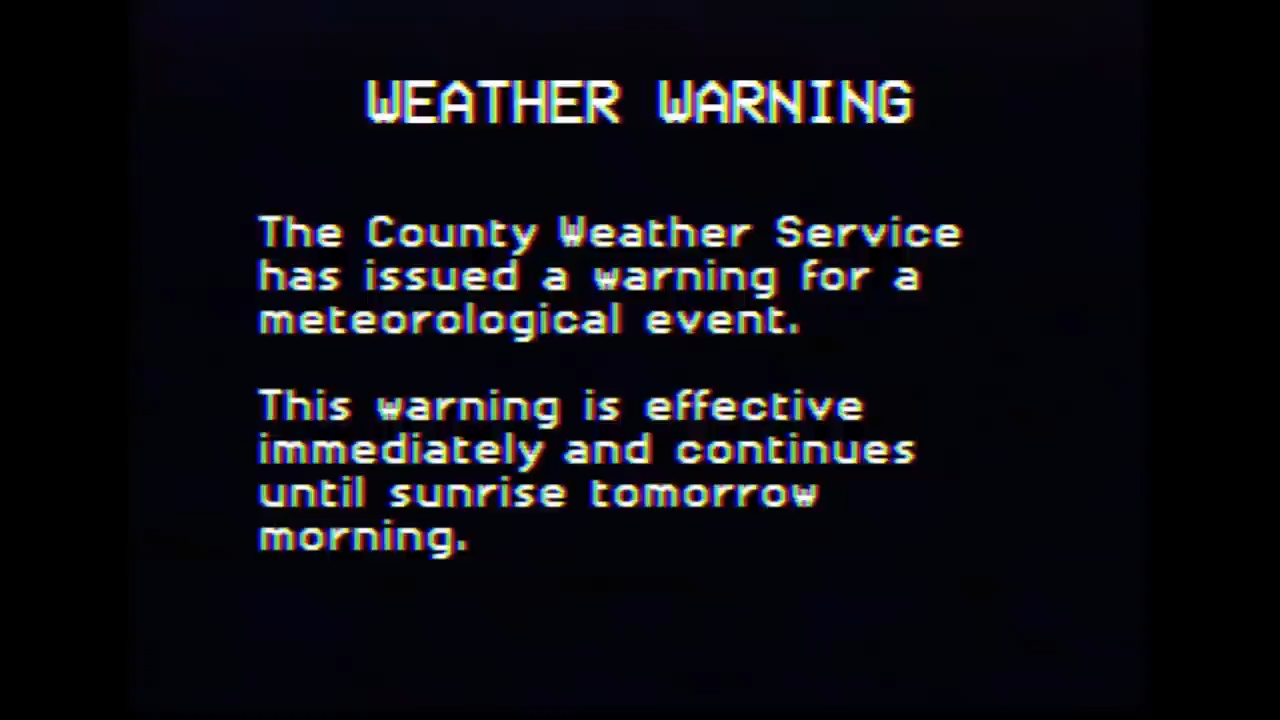 WEATHER WARNING
The County Weather Service
has issued a warning for a
meteorological event.
This warning is effective
immediately and continues
until sunrise tomorrow
morning.